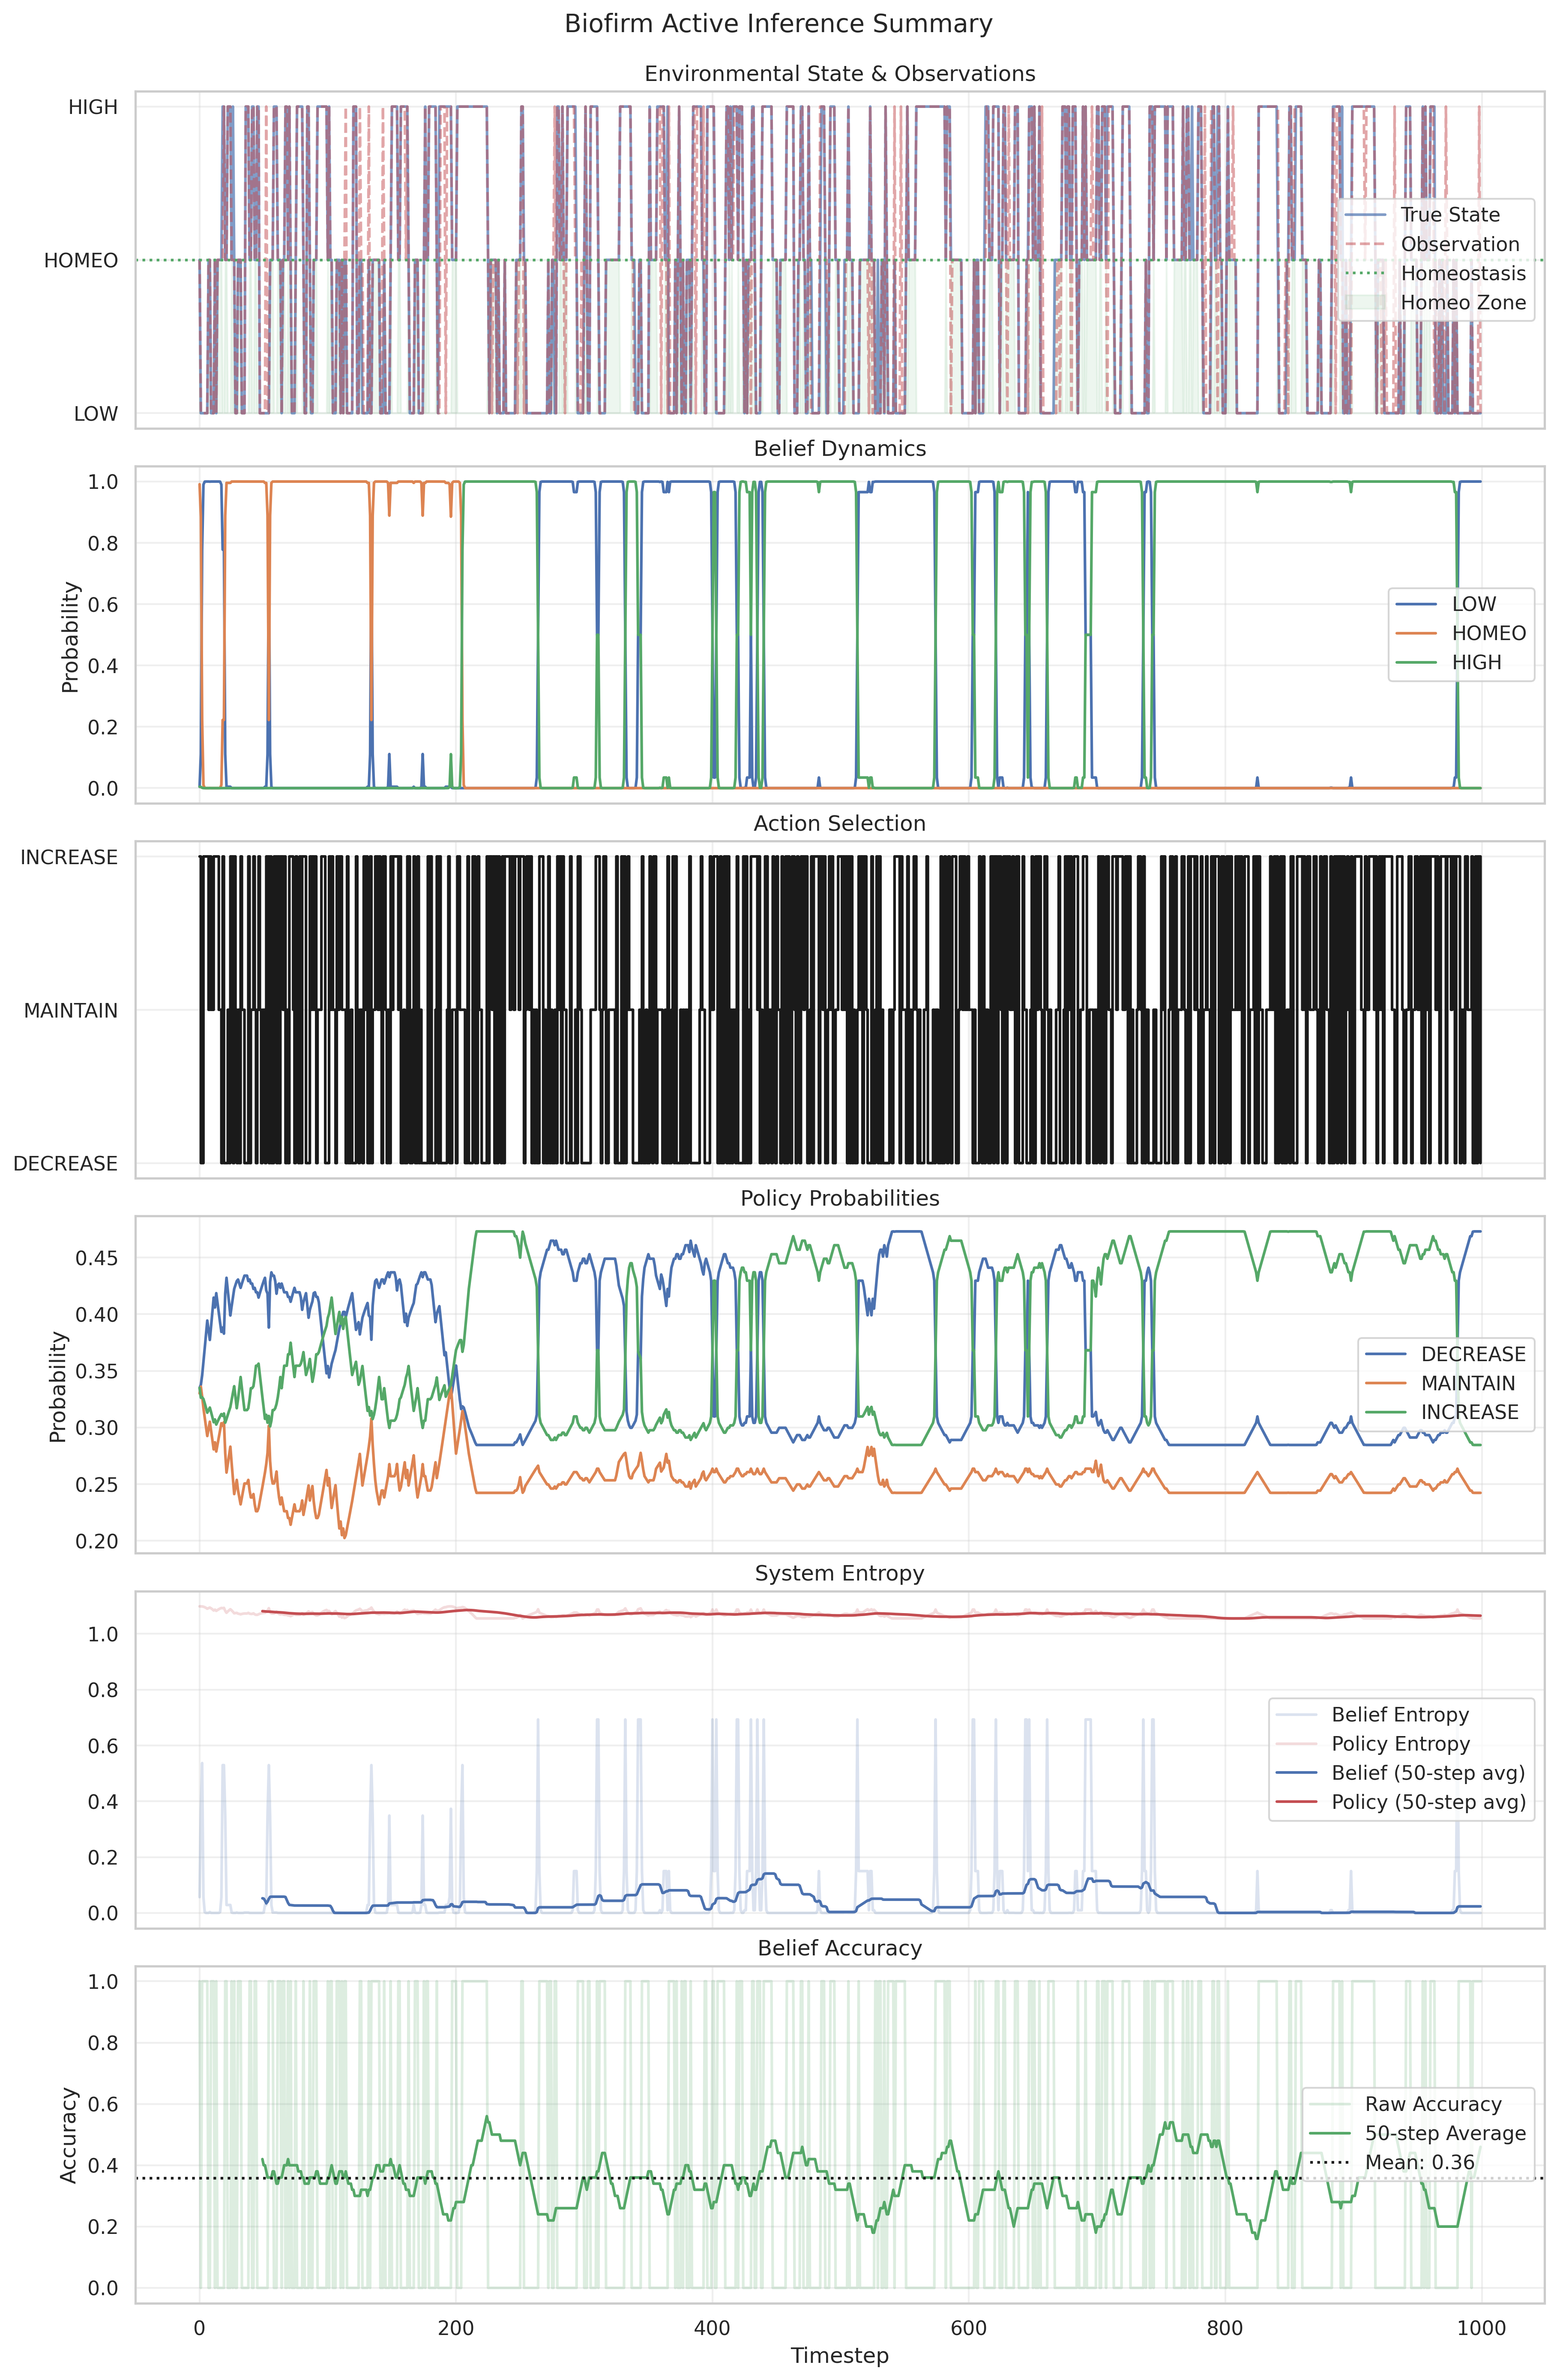 Biofirm Active Inference Summary
Environmental State & Observations
HIGH
HOMEO
LOW
True State
Observation
Homeostasis
Homeo Zone
Belief Dynamics
Probability
1.0
0.8
0.6
0.4
0.2
0.0
LOW
HOMEO
HIGH
Action Selection
INCREASE
MAINTAIN
DECREASE
Policy Probabilities
Probability
0.45
0.40
0.35
0.30
0.25
0.20
DECREASE
MAINTAIN
INCREASE
System Entropy
1.0
0.8
0.6
0.4
0.2
0.0
Belief Entropy
Policy Entropy
Belief (50-step avg)
Policy (50-step avg)
Belief Accuracy
Accuracy
1.0
0.8
0.6
0.4
0.2
0.0
Raw Accuracy
50-step Average
Mean: 0.36
0 200 400 600 800 1000
Timestep